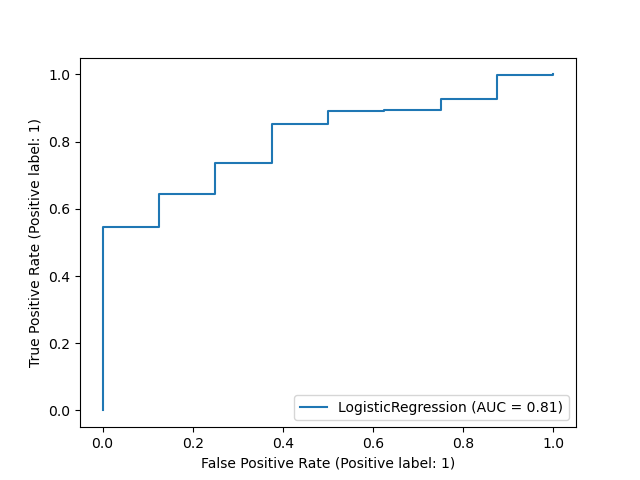 1.0
0.8
0.6
0.4
0.2
0.0
True Positive Rate (Positive label: 1)
LogisticRegression (AUC = 0.81)
0.0 0.2 0.4 0.6 0.8 1.0
False Positive Rate (Positive label: 1)